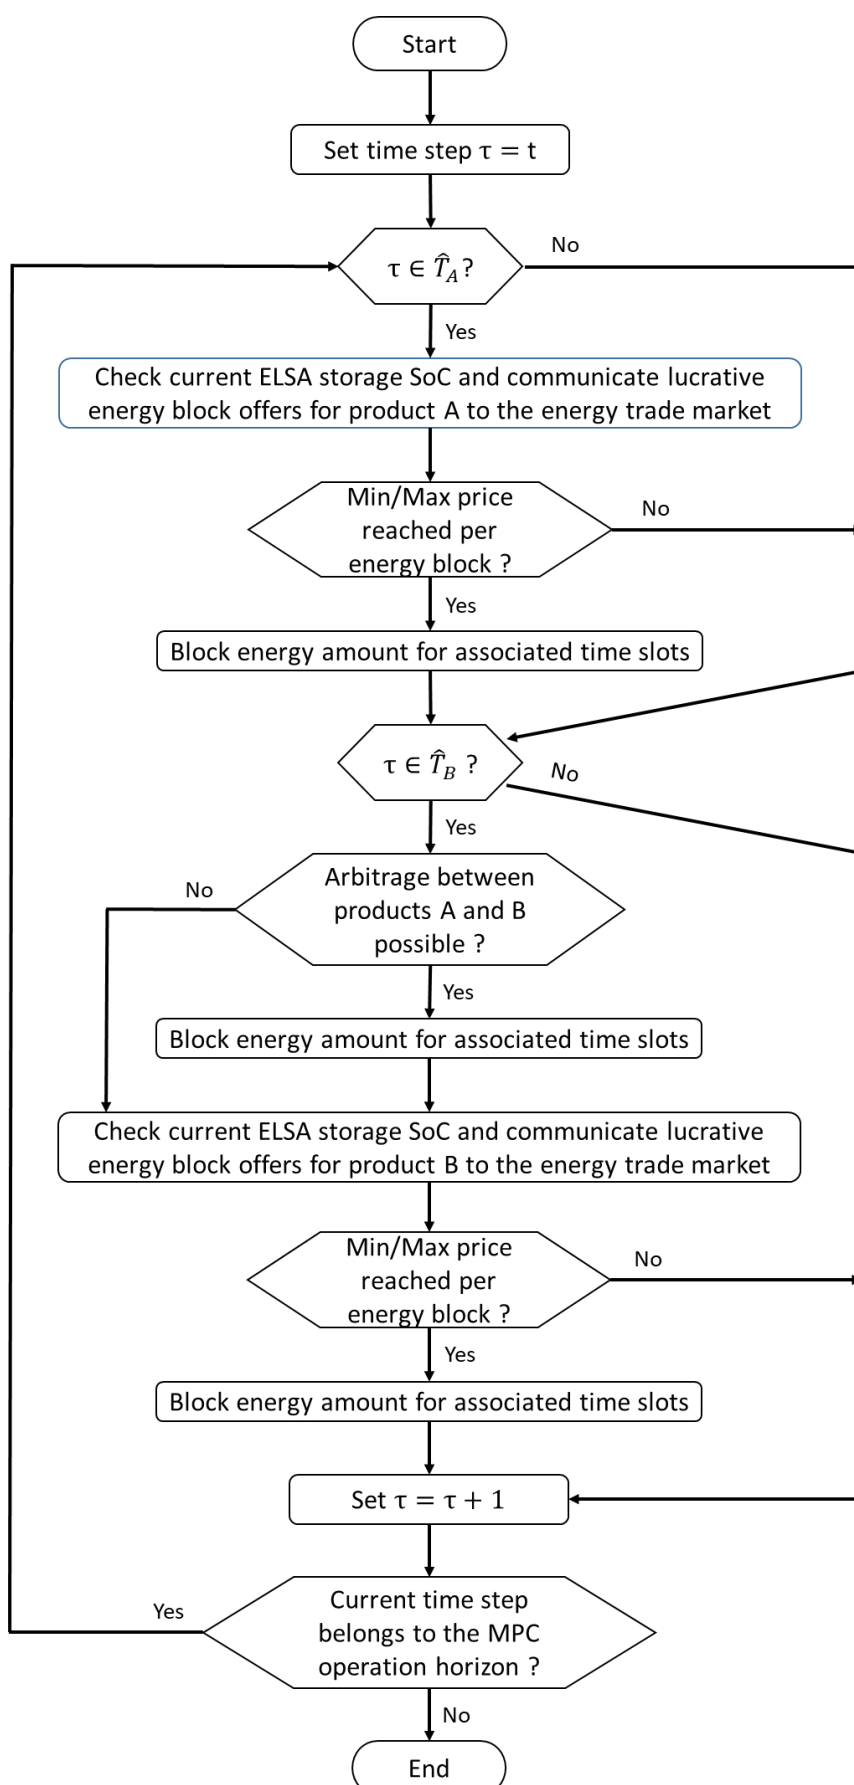 Start
Set time step τ = t
τ ∈ T̂_A?
No
Yes
Check current ELSA storage SoC and communicate lucrative
energy block offers for product A to the energy trade market
Min/Max price
reached per
energy block ?
No
Yes
Block energy amount for associated time slots
τ ∈ T̂_B ?
No
Yes
Arbitrage between
products A and B
possible ?
No
Yes
Block energy amount for associated time slots
Check current ELSA storage SoC and communicate lucrative
energy block offers for product B to the energy trade market
Min/Max price
reached per
energy block ?
No
Yes
Block energy amount for associated time slots
Set τ = τ + 1
Current time step
belongs to the MPC
operation horizon ?
Yes
No
End